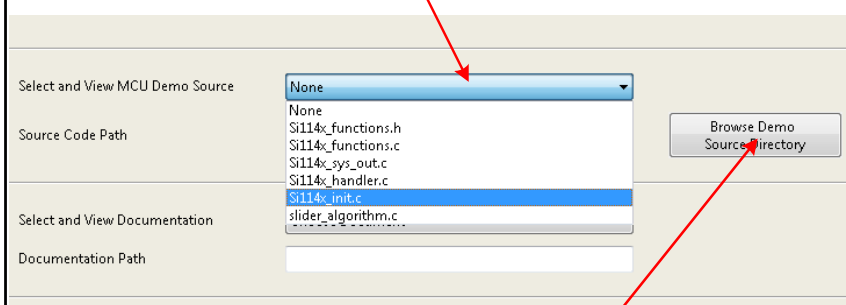 Select and View MCU Demo Source
None
None
Si114x_functions.h
Si114x_functions.c
Si114x_sys_out.c
Si114x_handler.c
Si114x_init.c
slider_algorithm.c
Source Code Path
Browse Demo
Source Directory
Select and View Documentation
Documentation Path